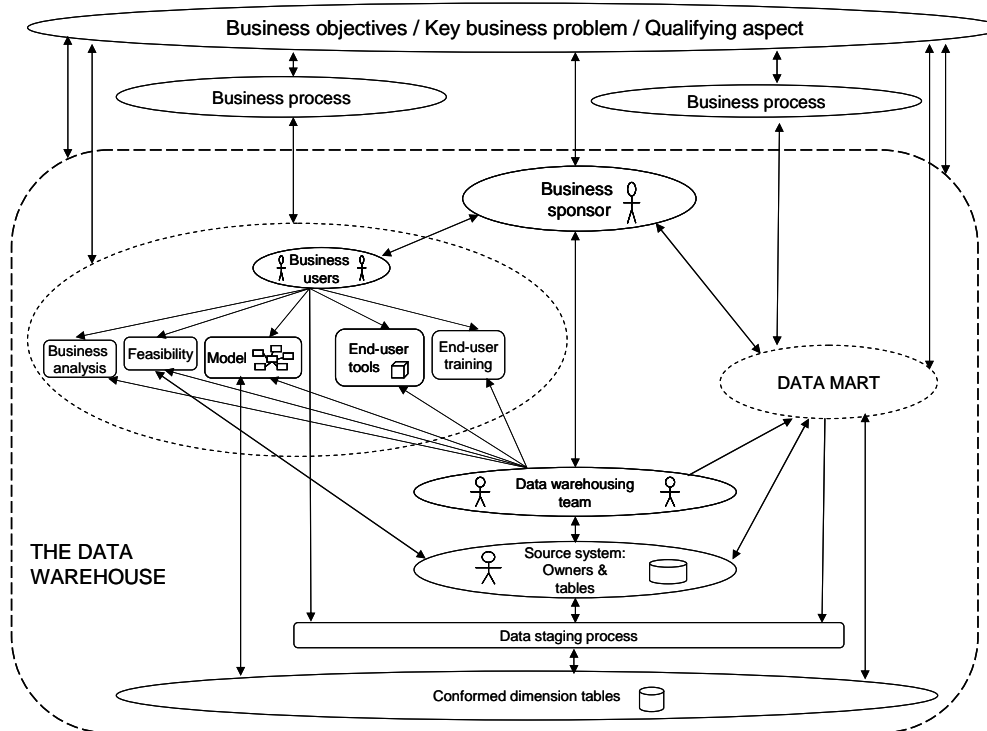 Business objectives / Key business problem / Qualifying aspect
Business process
Business process
Business
sponsor
Business
users
Business
analysis
Feasibility
Model
End-user
tools
End-user
training
DATA MART
Data warehousing
team
THE DATA
WAREHOUSE
Source system:
Owners &
tables
Data staging process
Conformed dimension tables